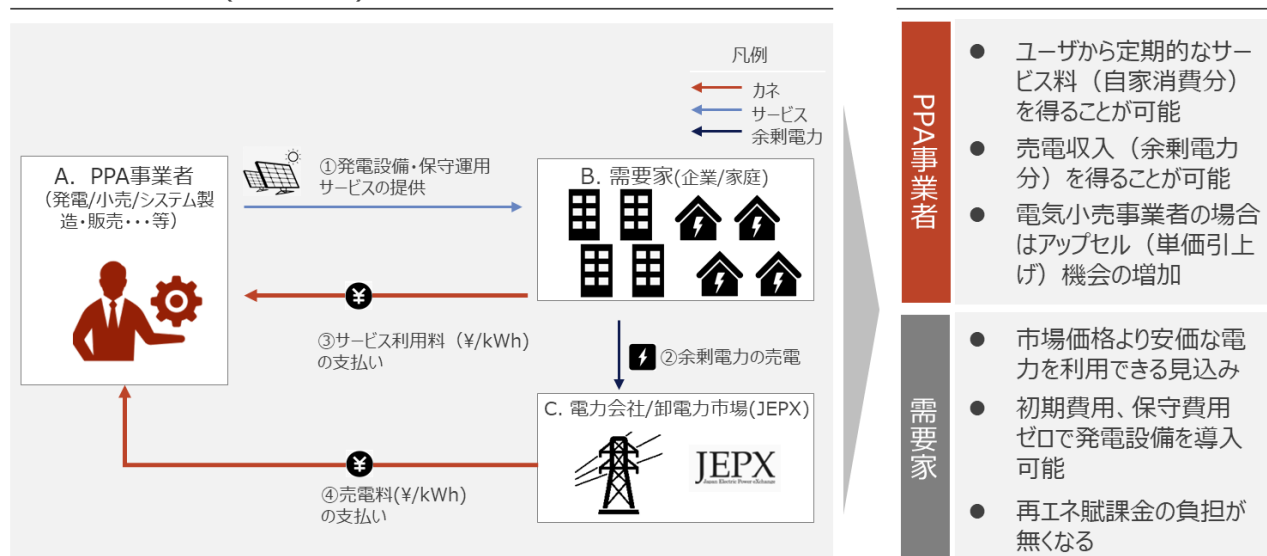 凡例
カネ
サービス
余剰電力
A. PPA事業者
（発電/小売/システム製
造・販売・・・等）
①発電設備・保守運用
サービスの提供
B. 需要家(企業/家庭)
¥
③サービス利用料（¥/kWh)
の支払い
②余剰電力の売電
C. 電力会社/卸電力市場(JEPX)
JEPX
Japan Electric Power eXchange
¥
④売電料(¥/kWh)
の支払い
PPA事業者
● ユーザから定期的なサー
ビス料（自家消費分）
を得ることが可能
● 売電収入（余剰電力
分）を得ることが可能
● 電気小売事業者の場合
はアップセル（単価引上
げ）機会の増加
需要家
● 市場価格より安価な電
力を利用できる見込み
● 初期費用、保守費用
ゼロで発電設備を導入
可能
● 再エネ賦課金の負担が
無くなる